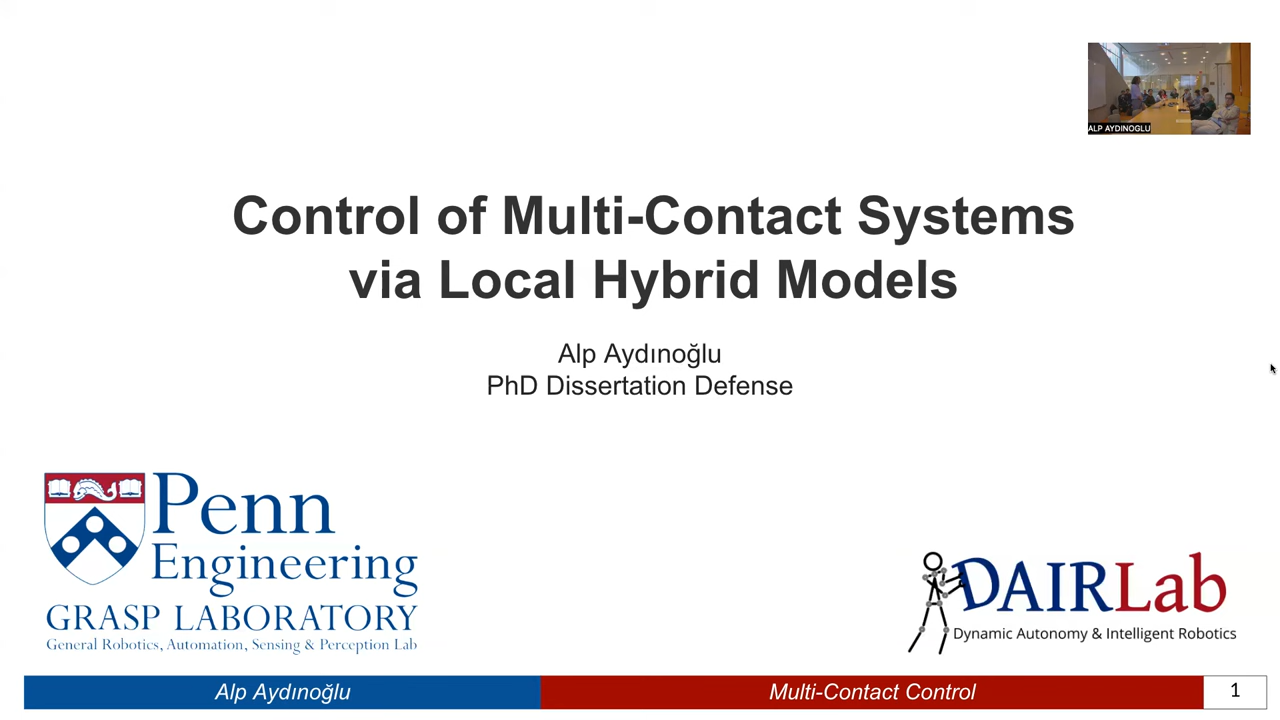 ALP AYDINOGLU
Control of Multi-Contact Systems
via Local Hybrid Models
Alp Aydınoğlu
PhD Dissertation Defense
Penn
Engineering
GRASP LABORATORY
General Robotics, Automation, Sensing & Perception Lab
DAIRLab
Dynamic Autonomy & Intelligent Robotics
Alp Aydınoğlu
Multi-Contact Control
1